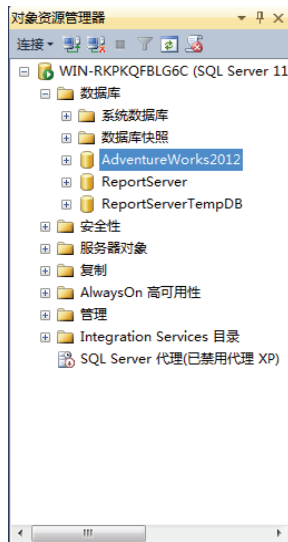 对象资源管理器
连接
WIN-RKPKQFBLG6C (SQL Server 11
数据库
系统数据库
数据库快照
AdventureWorks2012
ReportServer
ReportServerTempDB
安全性
服务器对象
复制
AlwaysOn 高可用性
管理
Integration Services 目录
SQL Server 代理(已禁用代理 XP)